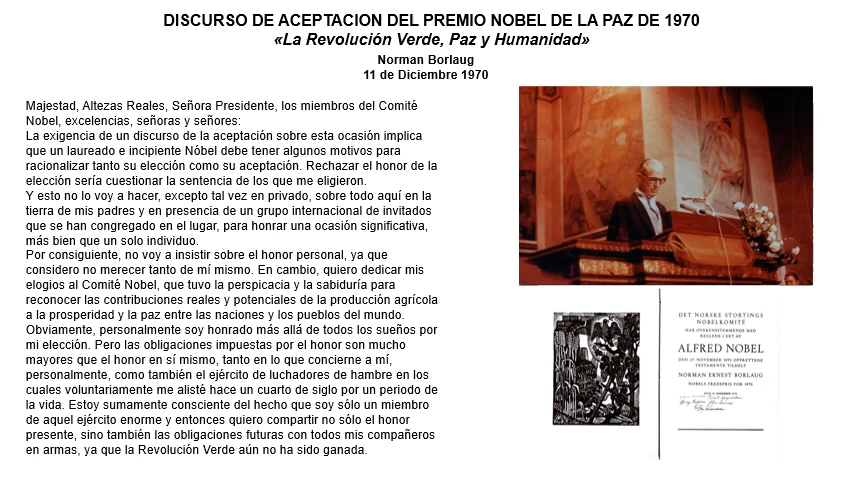 DISCURSO DE ACEPTACION DEL PREMIO NOBEL DE LA PAZ DE 1970
«La Revolución Verde, Paz y Humanidad»
Norman Borlaug
11 de Diciembre 1970
Majestad, Altezas Reales, Señora Presidente, los miembros del Comité
Nobel, excelencias, señoras y señores:
La exigencia de un discurso de la aceptación sobre esta ocasión implica
que un laureado e incipiente Nóbel debe tener algunos motivos para
racionalizar tanto su elección como su aceptación. Rechazar el honor de la
elección sería cuestionar la sentencia de los que me eligieron.
Y esto no lo voy a hacer, excepto tal vez en privado, sobre todo aquí en la
tierra de mis padres y en presencia de un grupo internacional de invitados
que se han congregado en el lugar, para honrar una ocasión significativa,
más bien que un solo individuo.
Por consiguiente, no voy a insistir sobre el honor personal, ya que
considero no merecer tanto de mí mismo. En cambio, quiero dedicar mis
elogios al Comité Nobel, que tuvo la perspicacia y la sabiduría para
reconocer las contribuciones reales y potenciales de la producción agrícola
a la prosperidad y la paz entre las naciones y los pueblos del mundo.
Obviamente, personalmente soy honrado más allá de todos los sueños por
mi elección. Pero las obligaciones impuestas por el honor son mucho
mayores que el honor en sí mismo, tanto en lo que concierne a mí,
personalmente, como también el ejército de luchadores de hambre en los
cuales voluntariamente me alisté hace un cuarto de siglo por un periodo de
la vida. Estoy sumamente consciente del hecho que soy sólo un miembro
de aquel ejército enorme y entonces quiero compartir no sólo el honor
presente, sino también las obligaciones futuras con todos mis compañeros
en armas, ya que la Revolución Verde aún no ha sido ganada.
DET NORSKE STORTINGS
NOBELKOMITÉ
HAR OVERENSSTEMMENDE MED
REGLENE I DET AV
ALFRED NOBEL
DEN 27. NOVEMBER 1895 OPPRETTEDE
TESTAMENTE TILDELT
NORMAN ERNEST BORLAUG
NOBELS FREDSPRIS FOR 1970